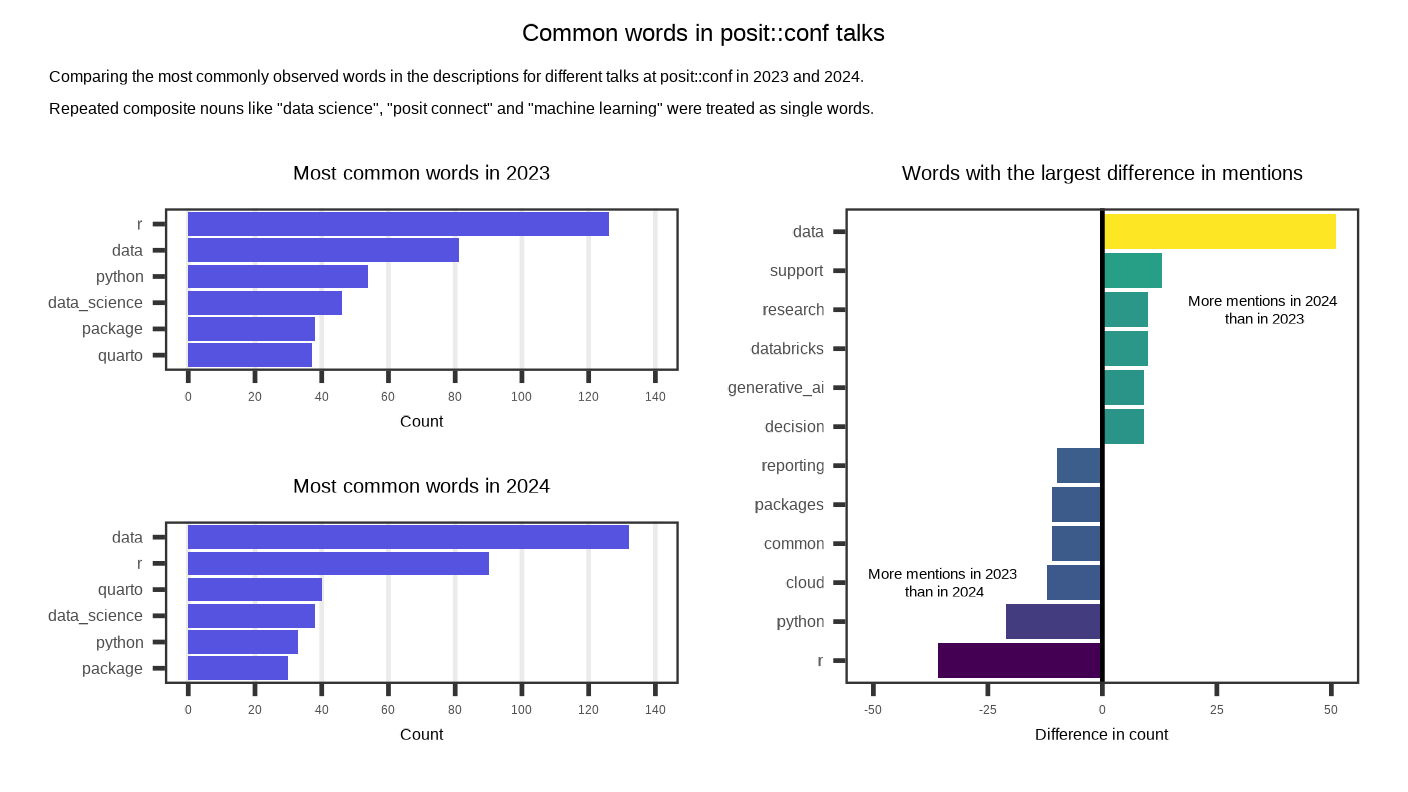 Common words in posit::conf talks
Comparing the most commonly observed words in the descriptions for different talks at posit::conf in 2023 and 2024.
Repeated composite nouns like "data science", "posit connect" and "machine learning" were treated as single words.
Most common words in 2023
r
data
python
data_science
package
quarto
0 20 40 60 80 100 120 140
Count
Most common words in 2024
data
r
quarto
data_science
python
package
0 20 40 60 80 100 120 140
Count
Words with the largest difference in mentions
data
support
research
databricks
generative_ai
decision
reporting
packages
common
cloud
python
r
More mentions in 2024
than in 2023
More mentions in 2023
than in 2024
-50 -25 0 25 50
Difference in count